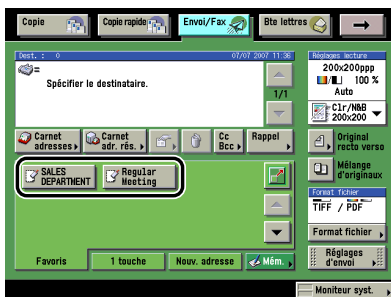 Copie
Copie rapide
Envoi/Fax
Bte lettres
Dest. : 0
07/07 2007 11:36
Spécifier le destinataire.
1/1
Réglages lecture
200x200ppp
100 %
Auto
Clr/N&B
200x200
Carnet
adresses
Carnet
adr. rés.
Cc
Bcc
Rappel
Original
recto verso
SALES
DEPARTMENT
Regular
Meeting
Mélange
d'originaux
Format fichier
TIFF / PDF
Format fichier
Favoris
1 touche
Nouv. adresse
Mém.
Réglages
d'envoi
Moniteur syst.